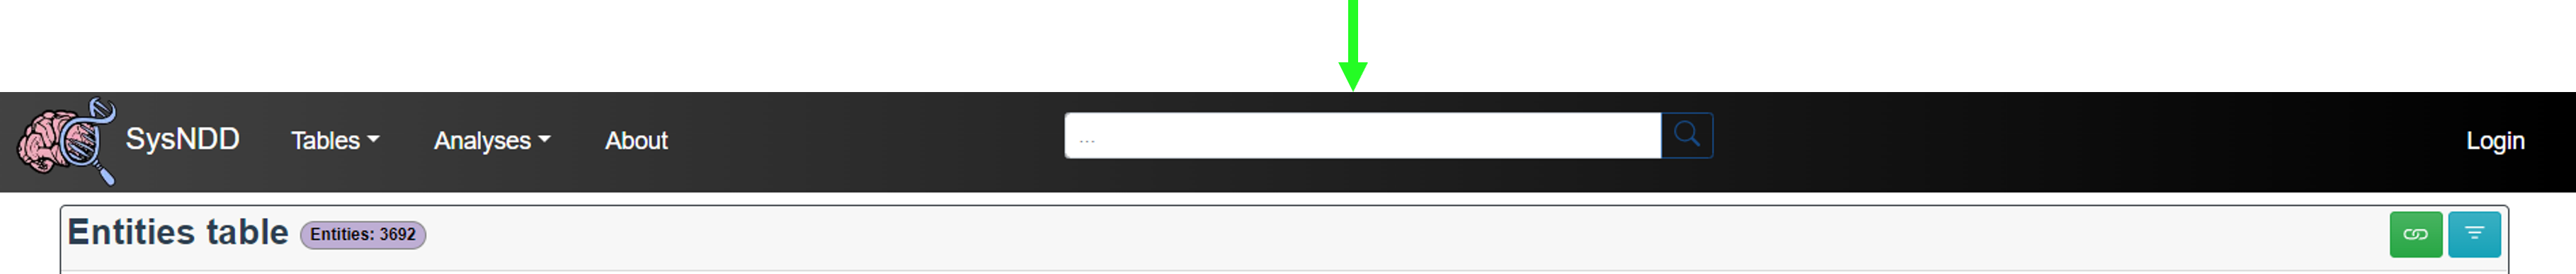 SysNDD Tables Analyses About ... Login
Entities table Entities: 3692